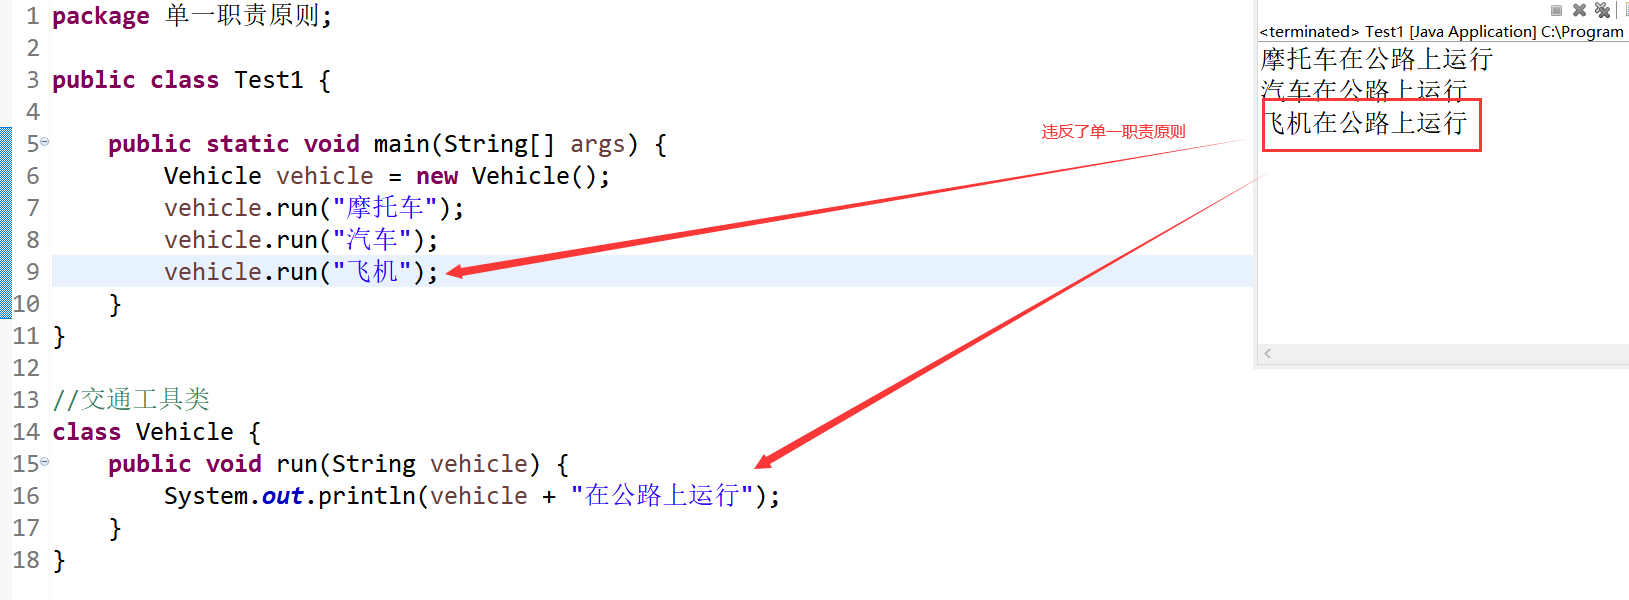 1 package 单一职责原则;
2
3 public class Test1 {
4
5 public static void main(String[] args) {
6 Vehicle vehicle = new Vehicle();
7 vehicle.run("摩托车");
8 vehicle.run("汽车");
9 vehicle.run("飞机");
10 }
11 }
12
13 //交通工具类
14 class Vehicle {
15 public void run(String vehicle) {
16 System.out.println(vehicle + "在公路上运行");
17 }
18 }
违反了单一职责原则
<terminated> Test1 [Java Application] C:\Program
摩托车在公路上运行
汽车在公路上运行
飞机在公路上运行